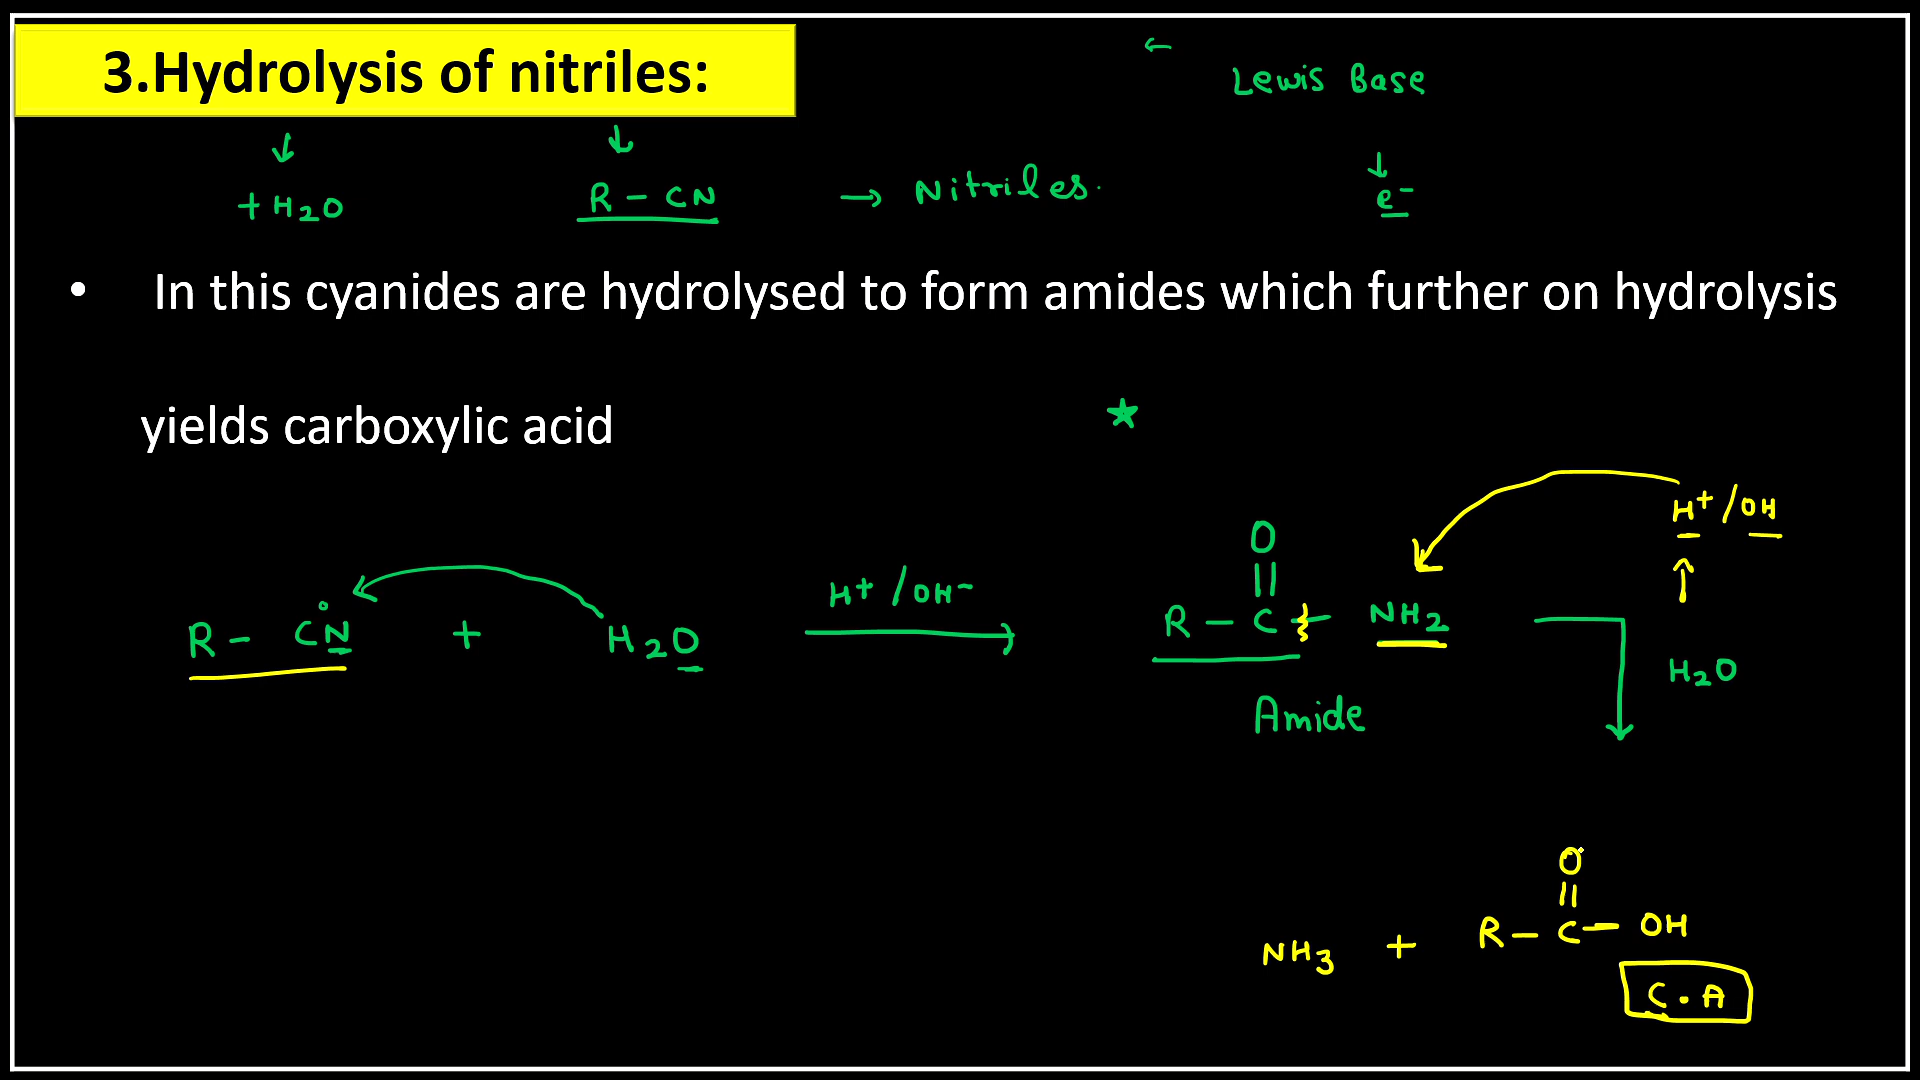 3.Hydrolysis of nitriles:
Lewis Base
+ H2O
R - CN → Nitriles.
e-
• In this cyanides are hydrolysed to form amides which further on hydrolysis
yields carboxylic acid
H+ / OH
O
||
R - CN + H2O
H+ / OH-
R - C - NH2
H2O
Amide
O
||
NH3 + R - C - OH
C.A